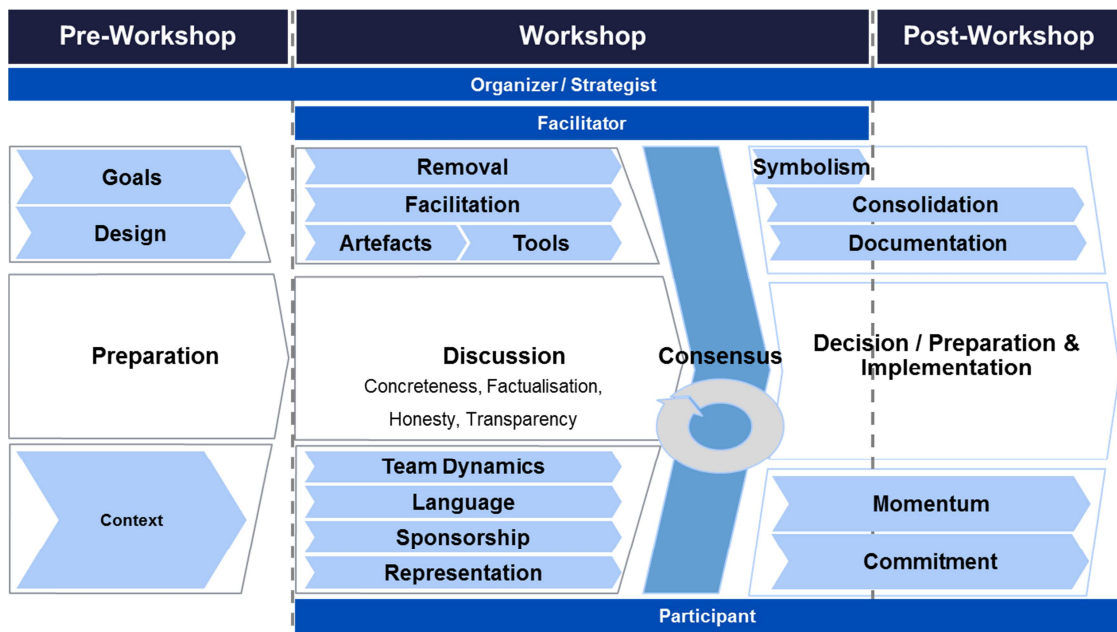 Pre-Workshop
Workshop
Post-Workshop
Organizer / Strategist
Facilitator
Goals
Design
Removal
Facilitation
Artefacts
Tools
Symbolism
Consolidation
Documentation
Preparation
Discussion
Concreteness, Factualisation,
Honesty, Transparency
Consensus
Decision / Preparation &
Implementation
Context
Team Dynamics
Language
Sponsorship
Representation
Momentum
Commitment
Participant